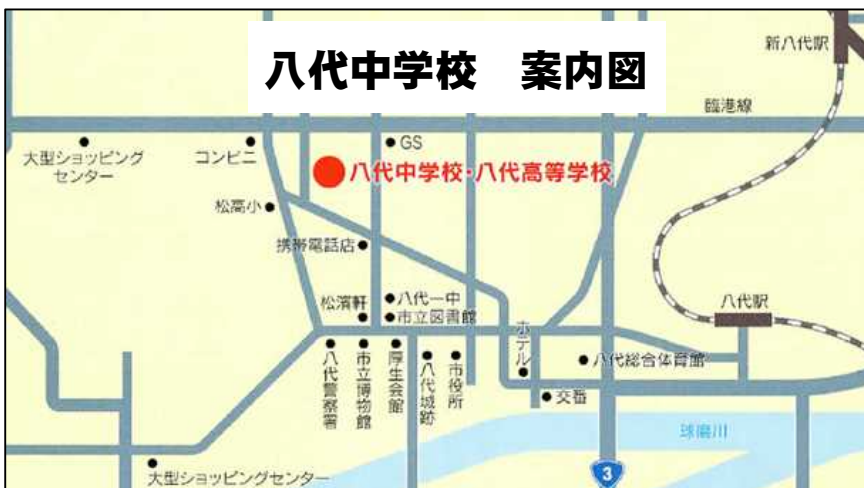 八代中学校　案内図
新八代駅
臨港線
GS
大型ショッピング
センター
コンビニ
八代中学校・八代高等学校
松高小
携帯電話店
八代一中
松濱軒
市立図書館
八代駅
ホテル
八代警察署
市立博物館
厚生会館
八代城跡
市役所
八代総合体育館
交番
球磨川
大型ショッピングセンター
3